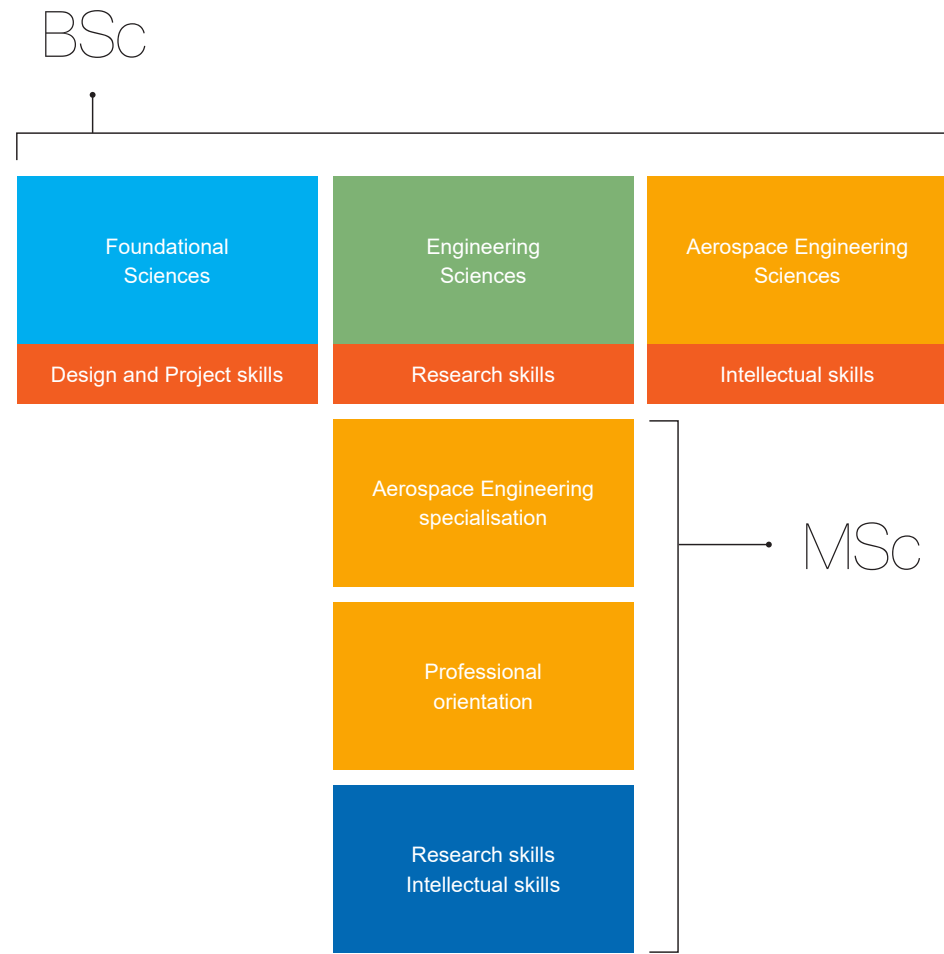 BSc
Foundational
Sciences
Engineering
Sciences
Aerospace Engineering
Sciences
Design and Project skills
Research skills
Intellectual skills
Aerospace Engineering
specialisation
MSc
Professional
orientation
Research skills
Intellectual skills